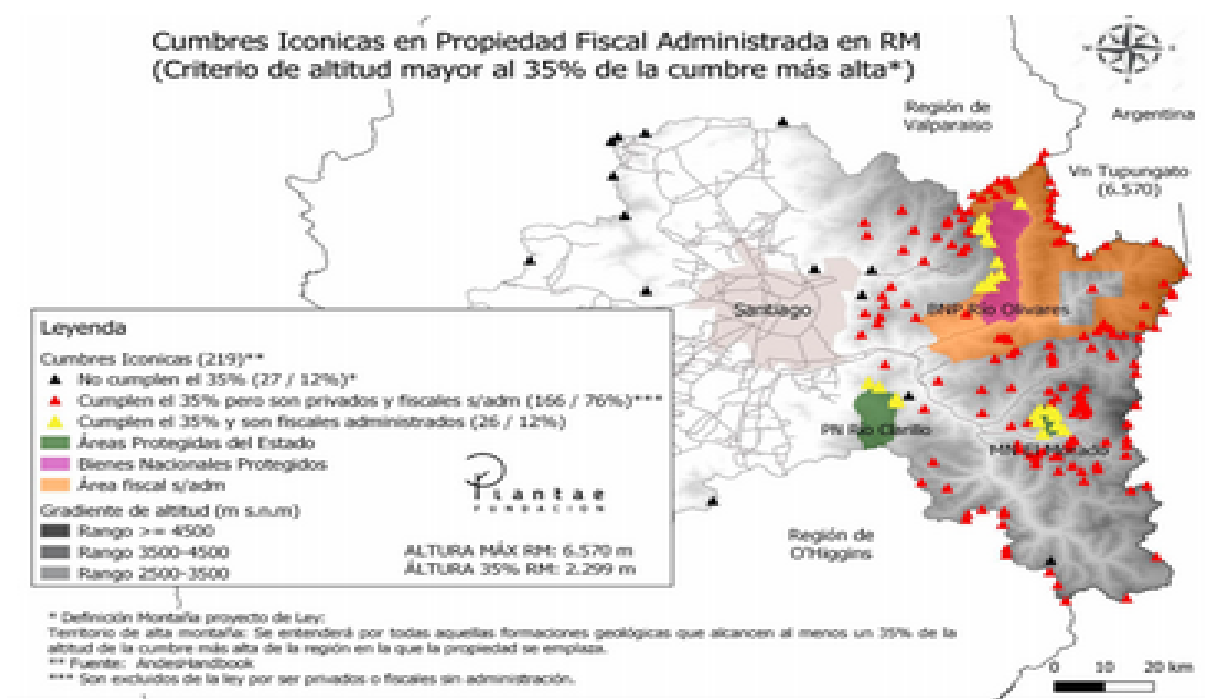 Cumbres Iconicas en Propiedad Fiscal Administrada en RM
(Criterio de altitud mayor al 35% de la cumbre más alta*)
Región de
Valparaiso
Argentina
Vn Tupungato
(6.570)
Santiago
BNP Río Olivares
PN Río Clarillo
MN El Morado
Región de
O'Higgins
Leyenda
Cumbres Iconicas (219)**
No cumplen el 35% (27 / 12%)*
Cumplen el 35% pero son privados y fiscales s/adm (166 / 76%)***
Cumplen el 35% y son fiscales administrados (26 / 12%)
Áreas Protegidas del Estado
Bienes Nacionales Protegidos
Área fiscal s/adm
Gradiente de altitud (m s.n.m)
Rango >= 4500
Rango 3500-4500
Rango 2500-3500
Plantae
FUNDACIÓN
ALTURA MÁX RM: 6.570 m
ÁLTURA 35% RM: 2.299 m
* Definición Montaña proyecto de Ley:
Territorio de alta montaña: Se entenderá por todas aquellas formaciones geológicas que alcancen al menos un 35% de la
altitud de la cumbre más alta de la región en la que la propiedad se emplaza.
** Fuente: AndesHandbook
*** Son excluidos de la ley por ser privados o fiscales sin administración.
0 10 20 km